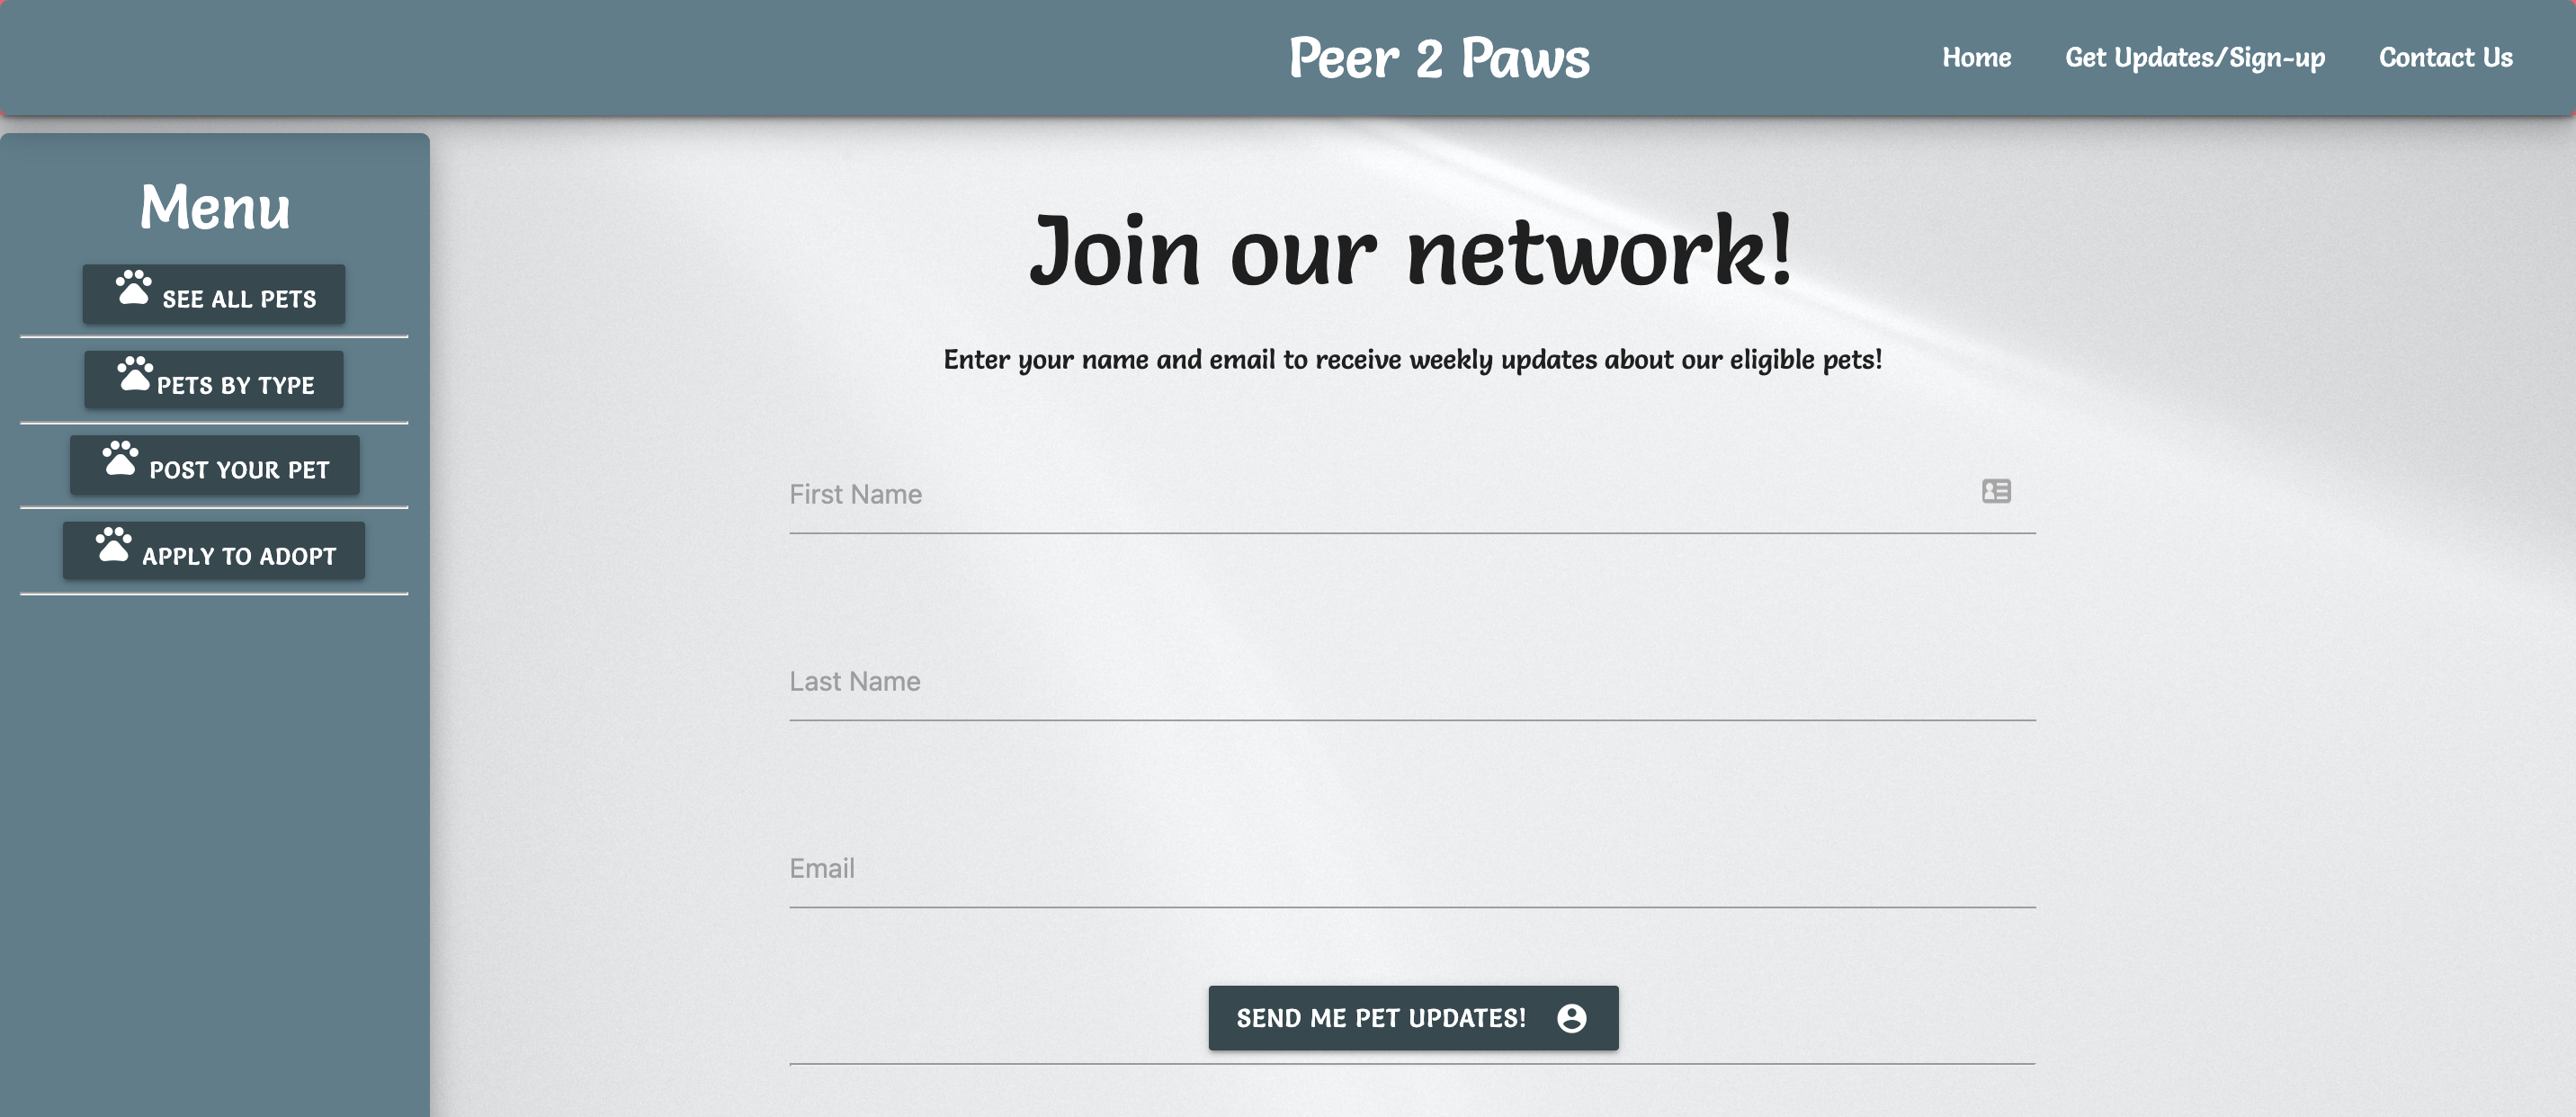 Peer 2 Paws
Home
Get Updates/Sign-up
Contact Us
Menu
SEE ALL PETS
PETS BY TYPE
POST YOUR PET
APPLY TO ADOPT
Join our network!
Enter your name and email to receive weekly updates about our eligible pets!
First Name
Last Name
Email
SEND ME PET UPDATES!